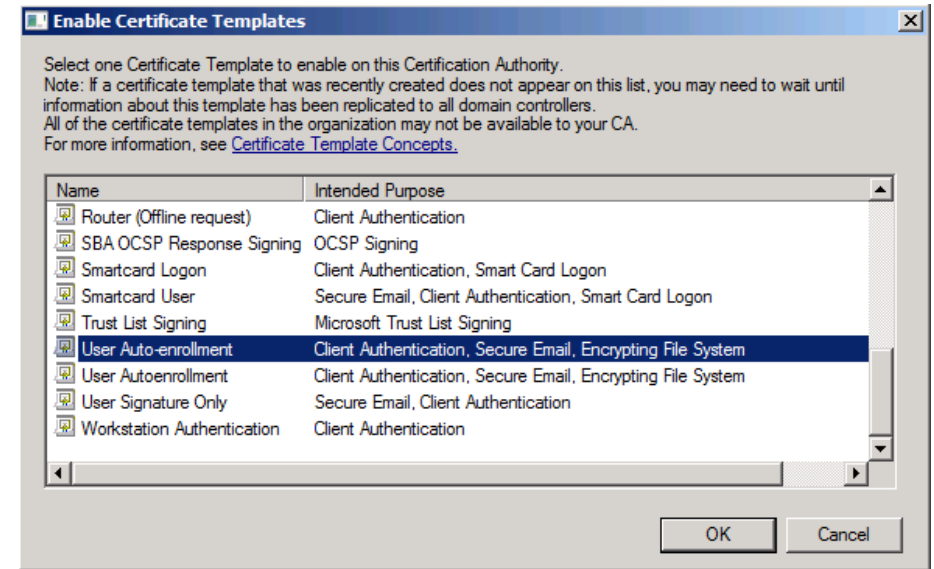 Enable Certificate Templates
Select one Certificate Template to enable on this Certification Authority.
Note: If a certificate template that was recently created does not appear on this list, you may need to wait until
information about this template has been replicated to all domain controllers.
All of the certificate templates in the organization may not be available to your CA.
For more information, see Certificate Template Concepts.
Name Intended Purpose
Router (Offline request) Client Authentication
SBA OCSP Response Signing OCSP Signing
Smartcard Logon Client Authentication, Smart Card Logon
Smartcard User Secure Email, Client Authentication, Smart Card Logon
Trust List Signing Microsoft Trust List Signing
User Auto-enrollment Client Authentication, Secure Email, Encrypting File System
User Autoenrollment Client Authentication, Secure Email, Encrypting File System
User Signature Only Secure Email, Client Authentication
Workstation Authentication Client Authentication
OK Cancel